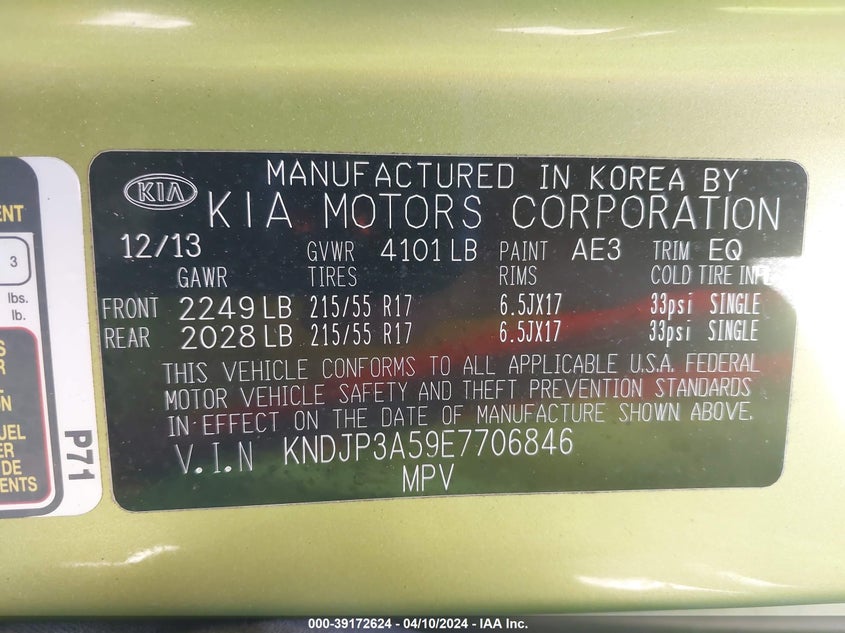 KIA
MANUFACTURED IN KOREA BY
KIA MOTORS CORPORATION
12/13 GVWR 4101 LB PAINT AE3 TRIM EQ
GAWR TIRES RIMS COLD TIRE INFL
FRONT 2249 LB 215/55 R17 6.5JX17 33psi SINGLE
REAR 2028 LB 215/55 R17 6.5JX17 33psi SINGLE
THIS VEHICLE CONFORMS TO ALL APPLICABLE U.S.A. FEDERAL
MOTOR VEHICLE SAFETY AND THEFT PREVENTION STANDARDS
IN EFFECT ON THE DATE OF MANUFACTURE SHOWN ABOVE.
V.I.N KNDJP3A59E7706846
MPV
3
lbs.
lb.
P71
000-39172624 - 04/10/2024 - IAA Inc.